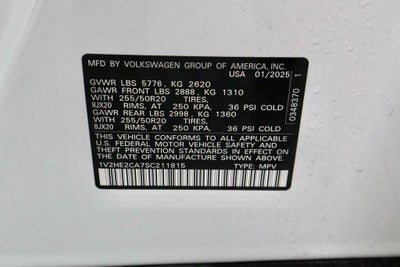 MFD. BY VOLKSWAGEN GROUP OF AMERICA, INC.
USA 01/2025
GVWR LBS 5776, KG 2620
GAWR FRONT LBS 2888, KG 1310
WITH 255/50R20 TIRES,
8JX20 RIMS, AT 250 KPA, 36 PSI COLD
GAWR REAR LBS 2998, KG 1360
WITH 255/50R20 TIRES,
8JX20 RIMS, AT 250 KPA, 36 PSI COLD
THIS VEHICLE CONFORMS TO ALL APPLICABLE
U.S. FEDERAL MOTOR VEHICLE SAFETY STANDARDS IN
EFFECT ON THE DATE OF MANUFACTURE SHOWN ABOVE.
1V2HE2CA7SC211815 TYPE: MPV
0348370 1